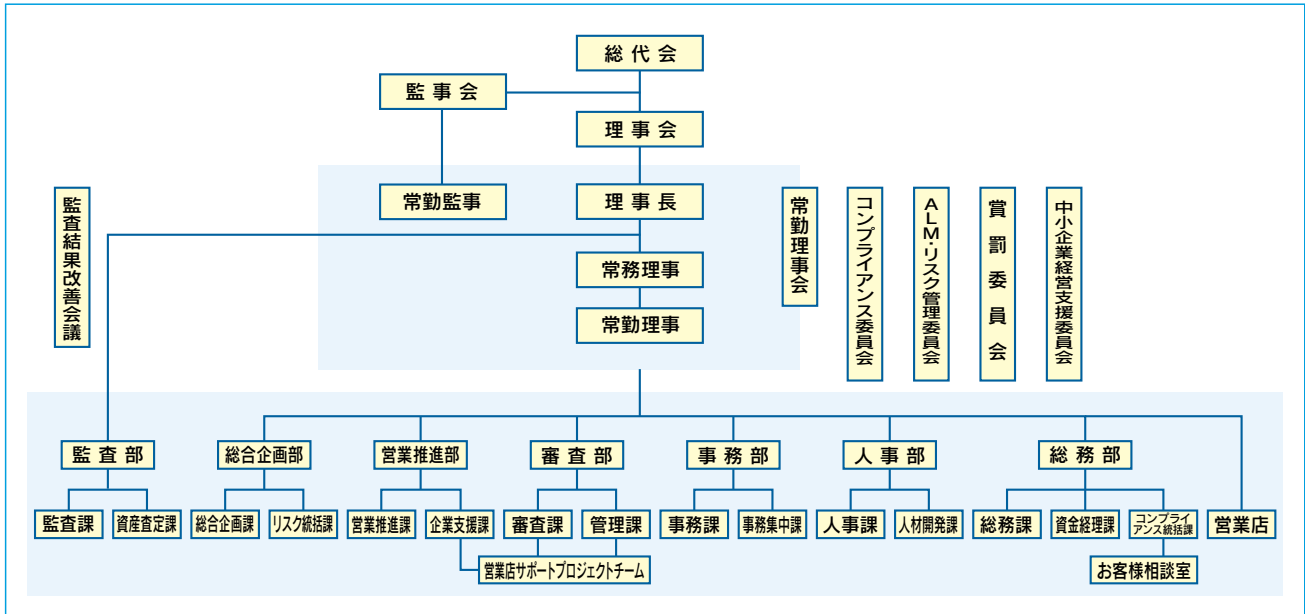 総代会
監事会
理事会
常勤監事
理事長
常務理事
常勤理事
監査結果改善会議
常勤理事会
コンプライアンス委員会
ALM・リスク管理委員会
賞罰委員会
中小企業経営支援委員会
監査部
総合企画部
営業推進部
審査部
事務部
人事部
総務部
監査課
資産査定課
総合企画課
リスク統括課
営業推進課
企業支援課
審査課
管理課
事務課
事務集中課
人事課
人材開発課
総務課
資金経理課
コンプライ
アンス統括課
営業店
営業店サポートプロジェクトチーム
お客様相談室